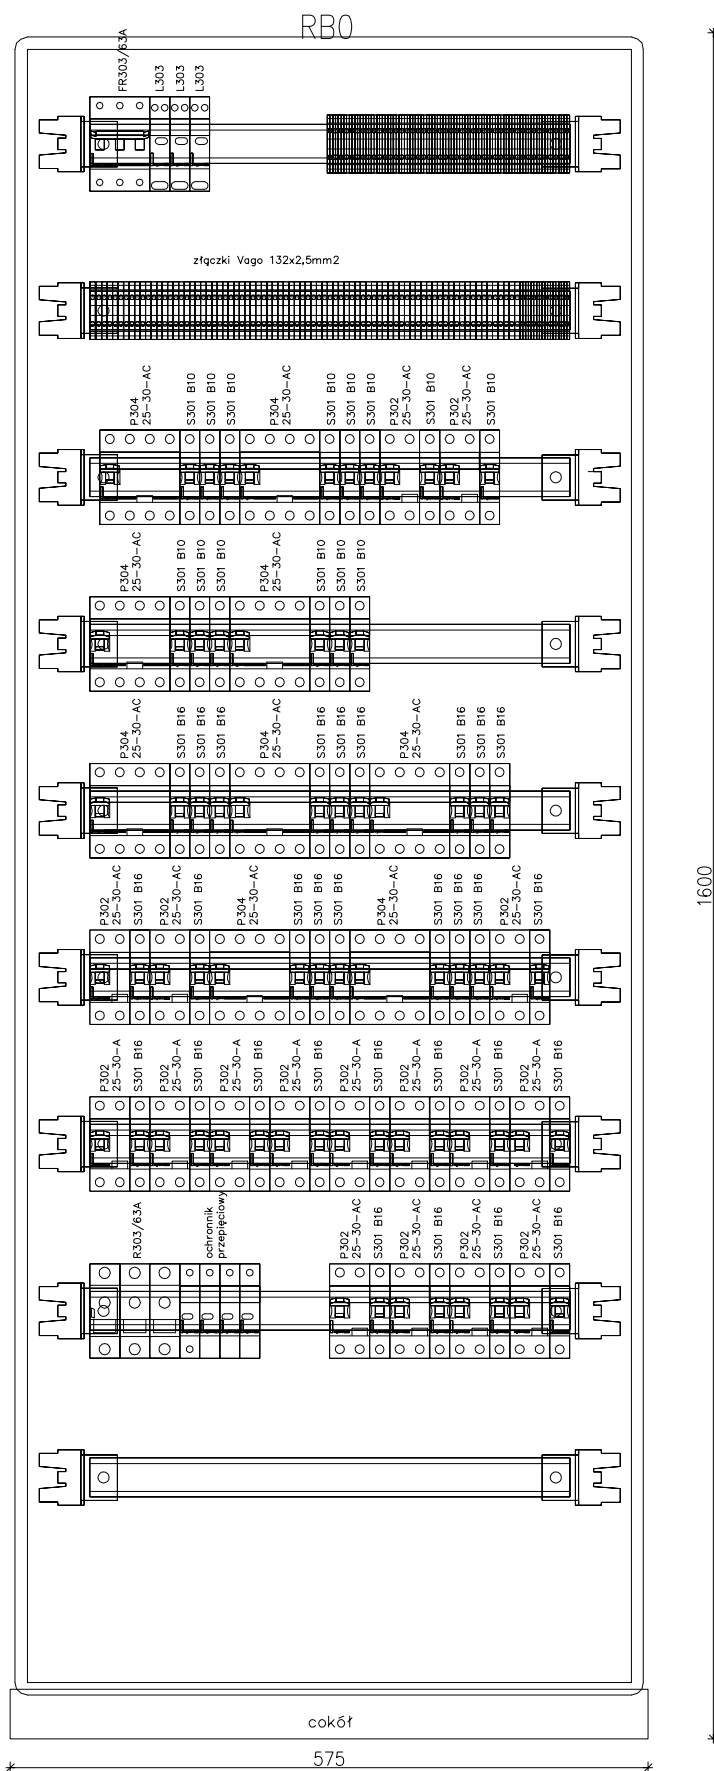 RB0
FR303/63A
L303
L303
L303
złączki Vago 132x2,5mm2
P304
25-30-AC
S301 B10
S301 B10
S301 B10
P304
25-30-AC
S301 B10
S301 B10
S301 B10
P302
25-30-AC
S301 B10
P302
25-30-AC
S301 B10
P304
25-30-AC
S301 B10
S301 B10
S301 B10
P304
25-30-AC
S301 B10
S301 B10
S301 B10
P304
25-30-AC
S301 B16
S301 B16
S301 B16
P304
25-30-AC
S301 B16
S301 B16
S301 B16
P304
25-30-AC
S301 B16
S301 B16
S301 B16
P302
25-30-AC
S301 B16
P302
25-30-AC
S301 B16
P304
25-30-AC
S301 B16
S301 B16
S301 B16
P304
25-30-AC
S301 B16
S301 B16
S301 B16
P302
25-30-AC
S301 B16
P302
25-30-A
S301 B16
P302
25-30-A
S301 B16
P302
25-30-A
S301 B16
P302
25-30-A
S301 B16
P302
25-30-A
S301 B16
P302
25-30-A
S301 B16
P302
25-30-A
S301 B16
P302
25-30-A
S301 B16
R303/63A
ochronnik
przepięciowy
P302
25-30-AC
S301 B16
P302
25-30-AC
S301 B16
P302
25-30-AC
S301 B16
P302
25-30-AC
S301 B16
1600
cokół
575